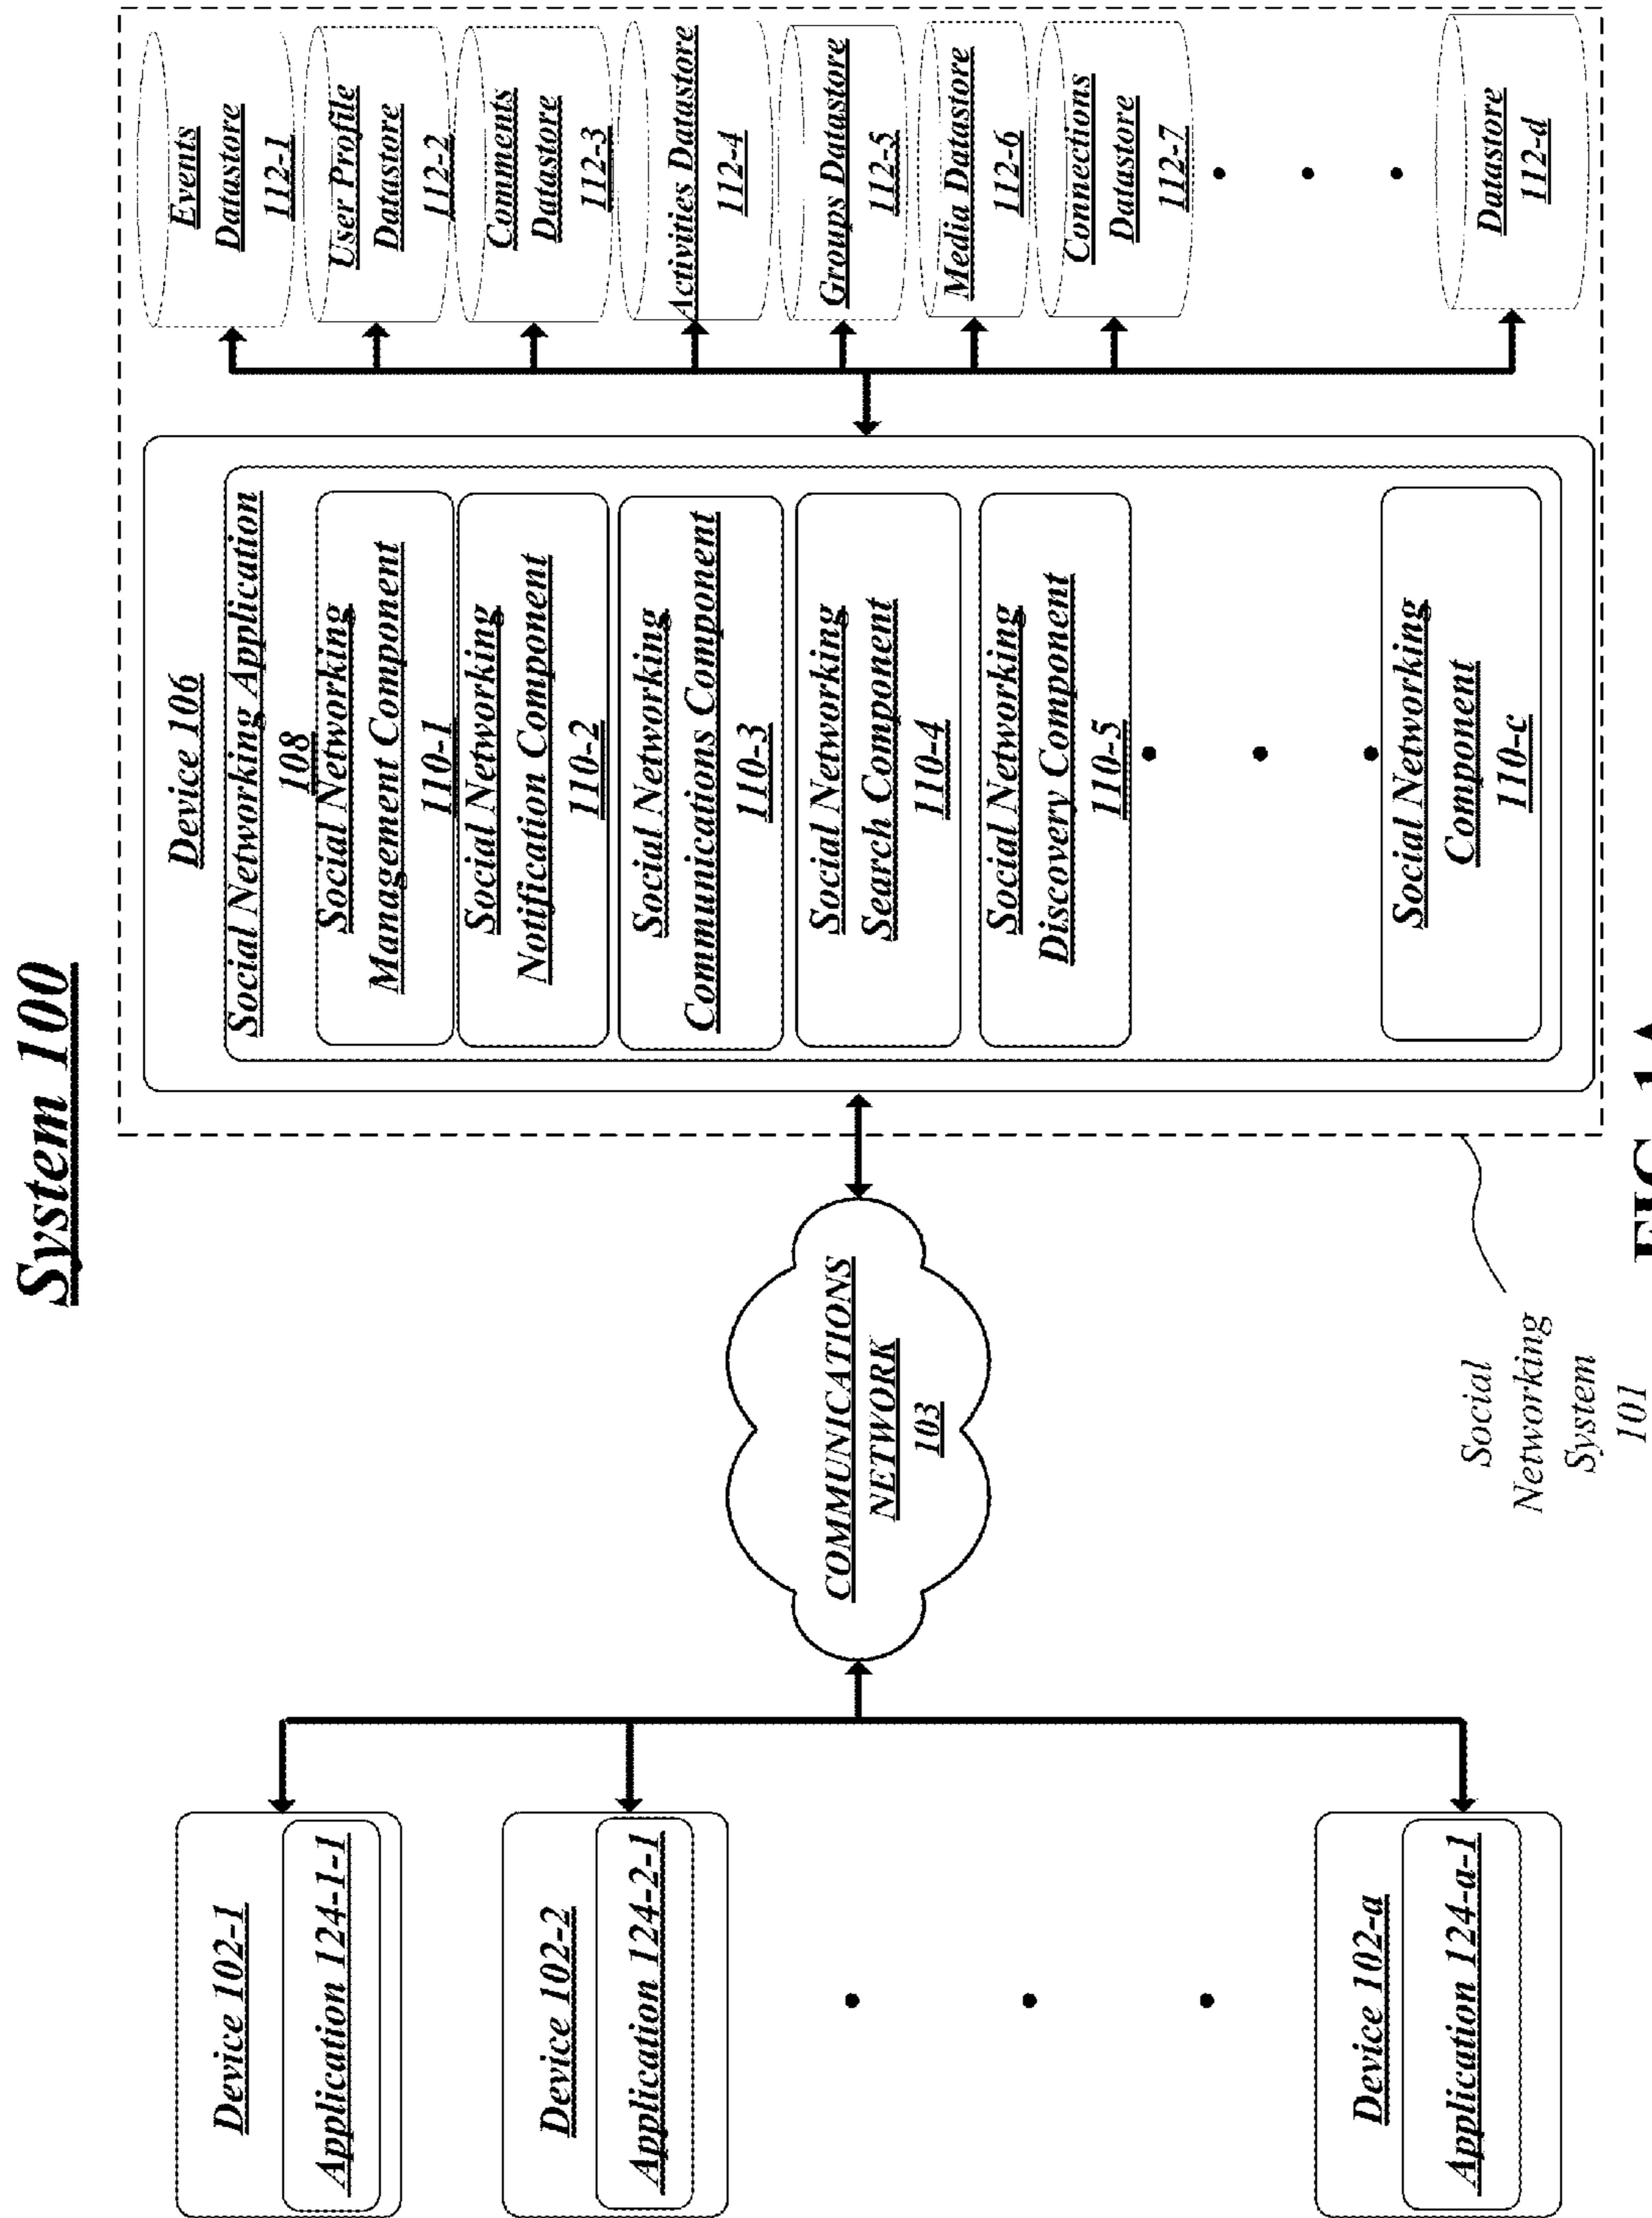 System 100
Device 102-1
Application 124-1-1
Device 102-2
Application 124-2-1
Device 102-a
Application 124-a-1
COMMUNICATIONS
NETWORK
103
Social
Networking
System
101
Device 106
Social Networking Application
108
Social Networking
Management Component
110-1
Social Networking
Notification Component
110-2
Social Networking
Communications Component
110-3
Social Networking
Search Component
110-4
Social Networking
Discovery Component
110-5
Social Networking
Component
110-c
Events
Datastore
112-1
User Profile
Datastore
112-2
Comments
Datastore
112-3
Activities Datastore
112-4
Groups Datastore
112-5
Media Datastore
112-6
Connections
Datastore
112-7
Datastore
112-d